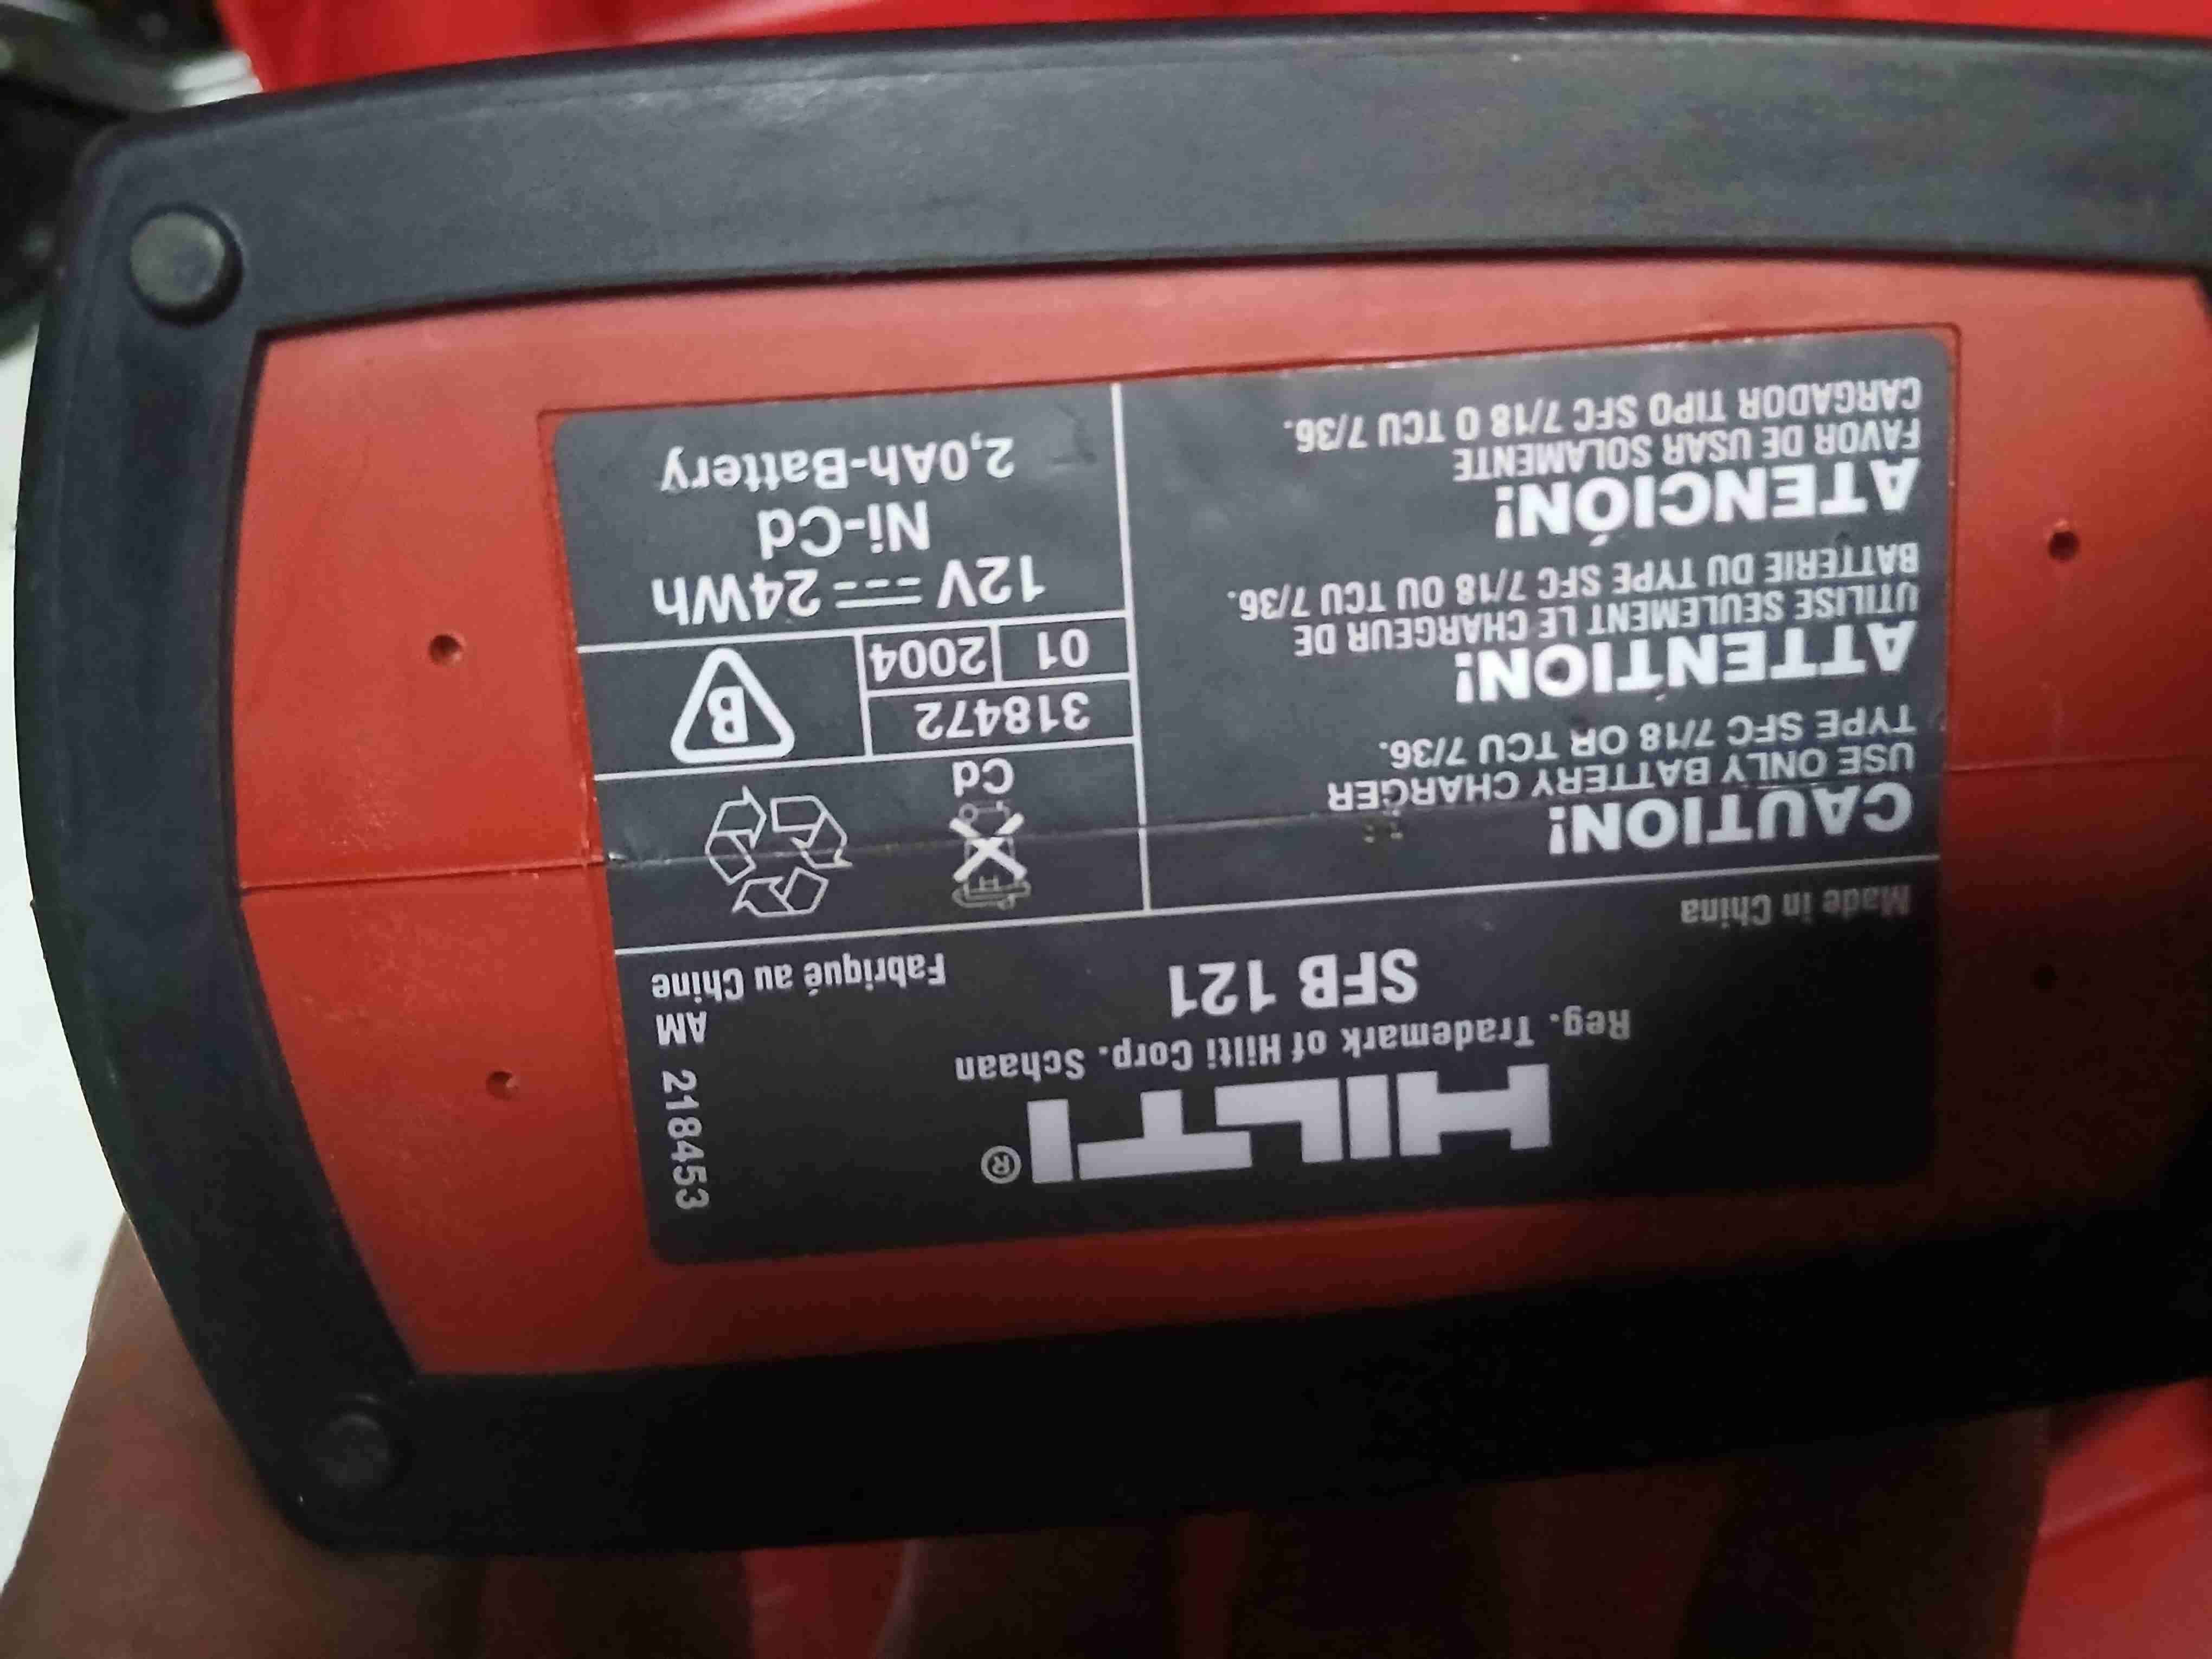 HILTI®
Reg. Trademark of Hilti Corp. Schaan
SFB 121
Made in China
Fabriqué au Chine
AM 218453
CAUTION!
USE ONLY BATTERY CHARGER
TYPE SFC 7/18 OR TCU 7/36.
ATTENTION!
UTILISE SEULEMENT LE CHARGEUR DE
BATTERIE DU TYPE SFC 7/18 OU TCU 7/36.
ATENCIÓN!
FAVOR DE USAR SOLAMENTE
CARGADOR TIPO SFC 7/18 O TCU 7/36.
Cd
318472
01 2004
B
12V 24Wh
Ni-Cd
2,0Ah-Battery